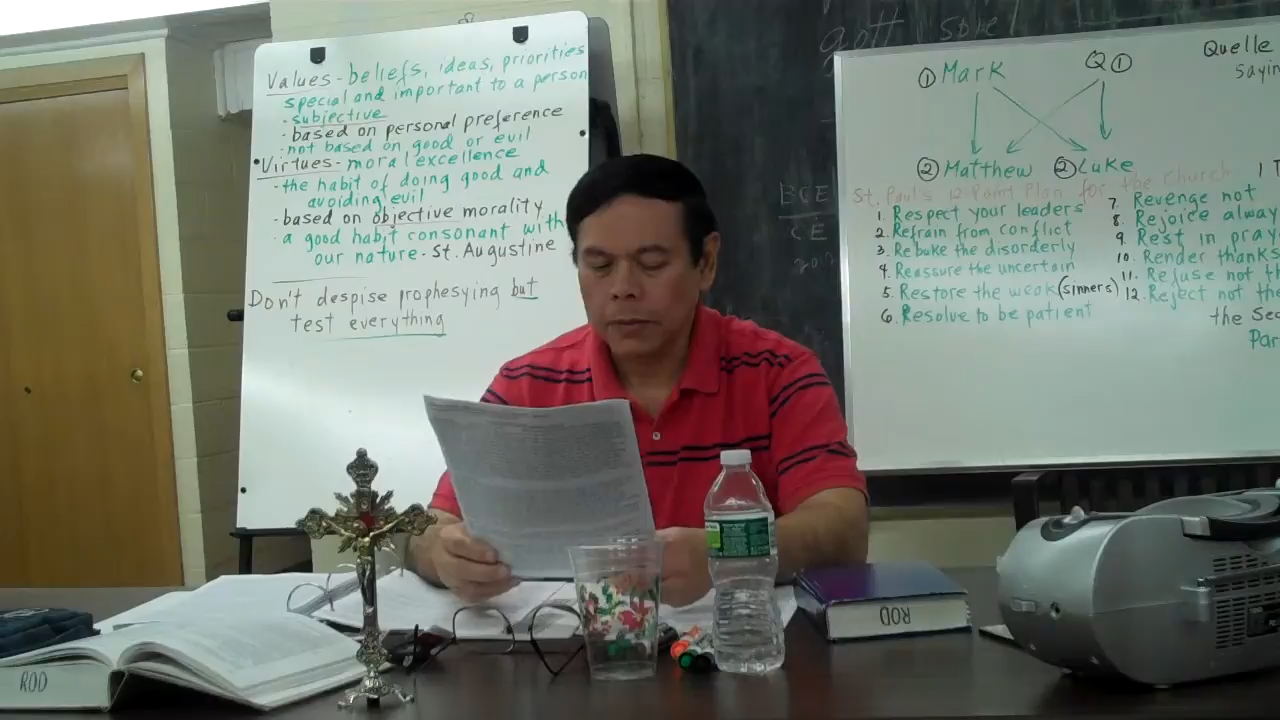 Values - beliefs, ideas, priorities
special and important to a person
- subjective
- based on personal preference
- not based on good or evil
• Virtues - moral excellence
- the habit of doing good and
avoiding evil
- based on objective morality
- a good habit consonant with
our nature - St. Augustine
Don't despise prophesying but
test everything
gott spiel
BCE
CE
① Mark
Q ①
Quelle
sayin
② Matthew
② Luke
St. Paul's 12 Point Plan for the Church
1. Respect your leaders
2. Refrain from conflict
3. Rebuke the disorderly
4. Reassure the uncertain
5. Restore the weak (sinners)
6. Resolve to be patient
7. Revenge not
8. Rejoice alway
9. Rest in pray
10. Render thanks
11. Refuse not th
12. Reject not the
the Sec
Par
ROD
ROD